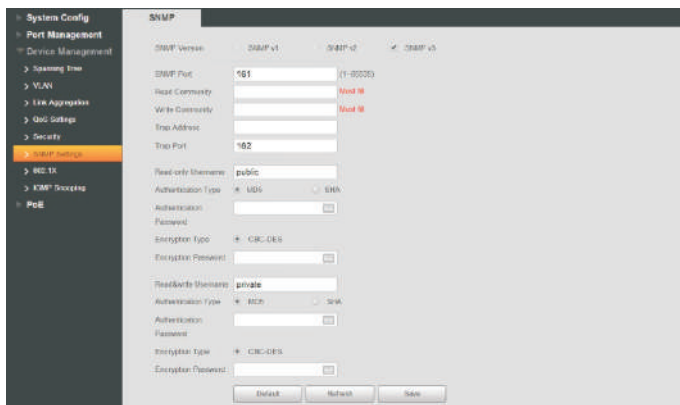 System Config
SNMP
Port Management
Device Management
SNMP Version SNMP v1 SNMP v2 SNMP v3
Spanning Tree
SNMP Port 161 (1~65535)
VLAN
Read Community Must fill
Link Aggregation
Write Community Must fill
QoS Settings
Trap Address
Security
Trap Port 162
SNMP Settings
802.1X
Read-only Username public
IGMP Snooping
Authentication Type MD5 SHA
PoE
Authentication
Password
Encryption Type CBC-DES
Encryption Password
Read&write Username private
Authentication Type MD5 SHA
Authentication
Password
Encryption Type CBC-DES
Encryption Password
Default Refresh Save